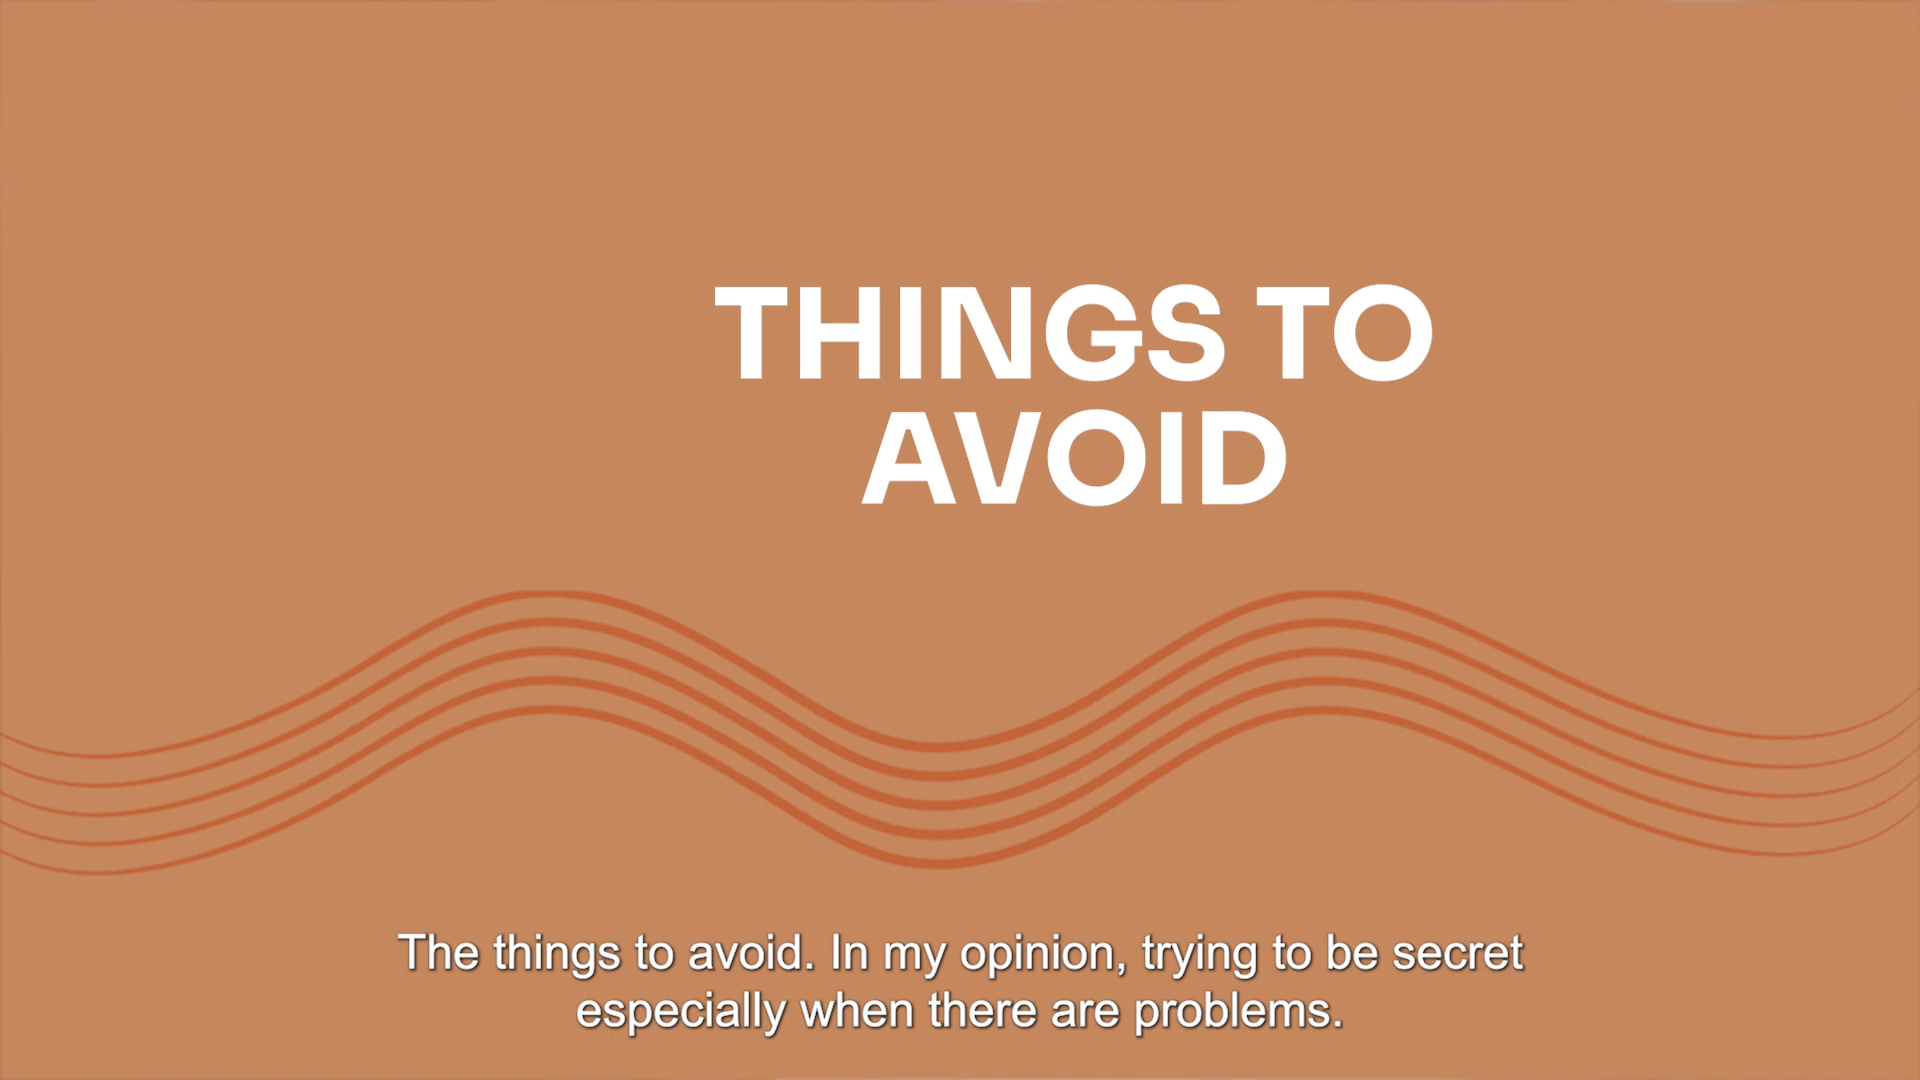 THINGS TO
AVOID
The things to avoid. In my opinion, trying to be secret
especially when there are problems.